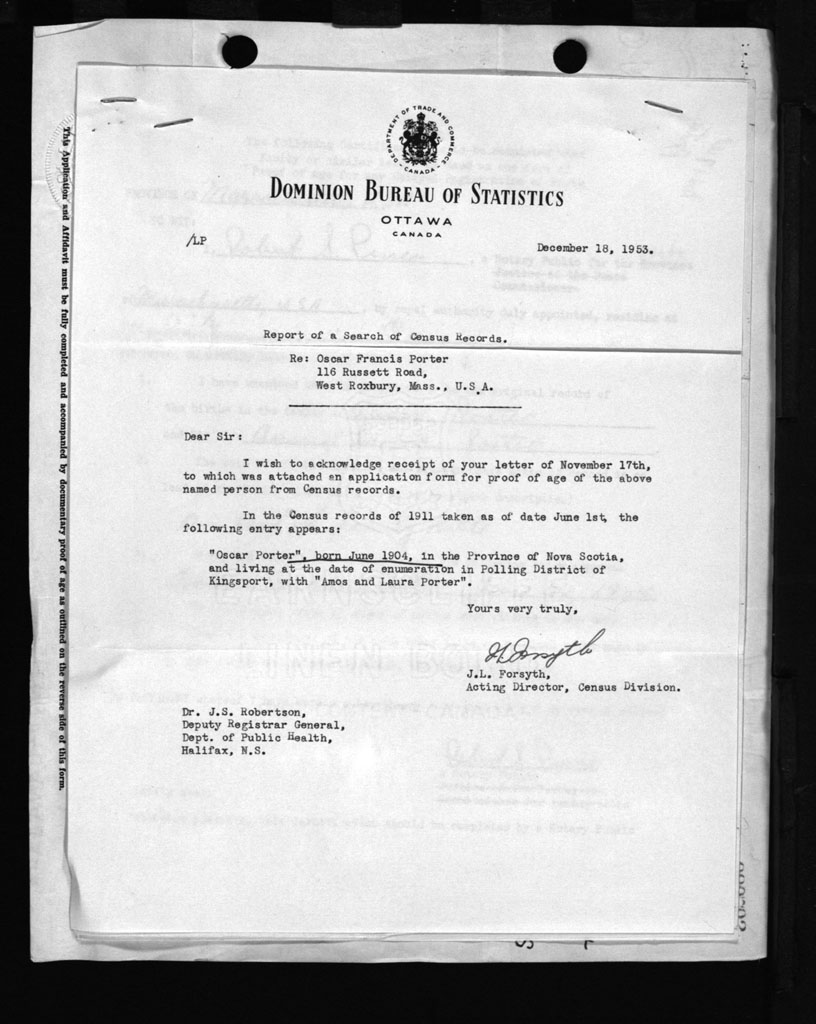 DEPARTMENT OF TRADE AND COMMERCE
CANADA
DOMINION BUREAU OF STATISTICS
OTTAWA
CANADA
/LP
December 18, 1953.
Report of a Search of Census Records.
Re: Oscar Francis Porter
116 Russett Road,
West Roxbury, Mass., U.S.A.
Dear Sir:
I wish to acknowledge receipt of your letter of November 17th,
to which was attached an application form for proof of age of the above
named person from Census records.
In the Census records of 1911 taken as of date June 1st, the
following entry appears:
"Oscar Porter", born June 1904, in the Province of Nova Scotia,
and living at the date of enumeration in Polling District of
Kingsport, with "Amos and Laura Porter".
Yours very truly,
J L Forsyth
J.L. Forsyth,
Acting Director, Census Division.
Dr. J.S. Robertson,
Deputy Registrar General,
Dept. of Public Health,
Halifax, N.S.
This Application and Affidavit must be fully completed and accompanied by documentary proof of age as outlined on the reverse side of this form.